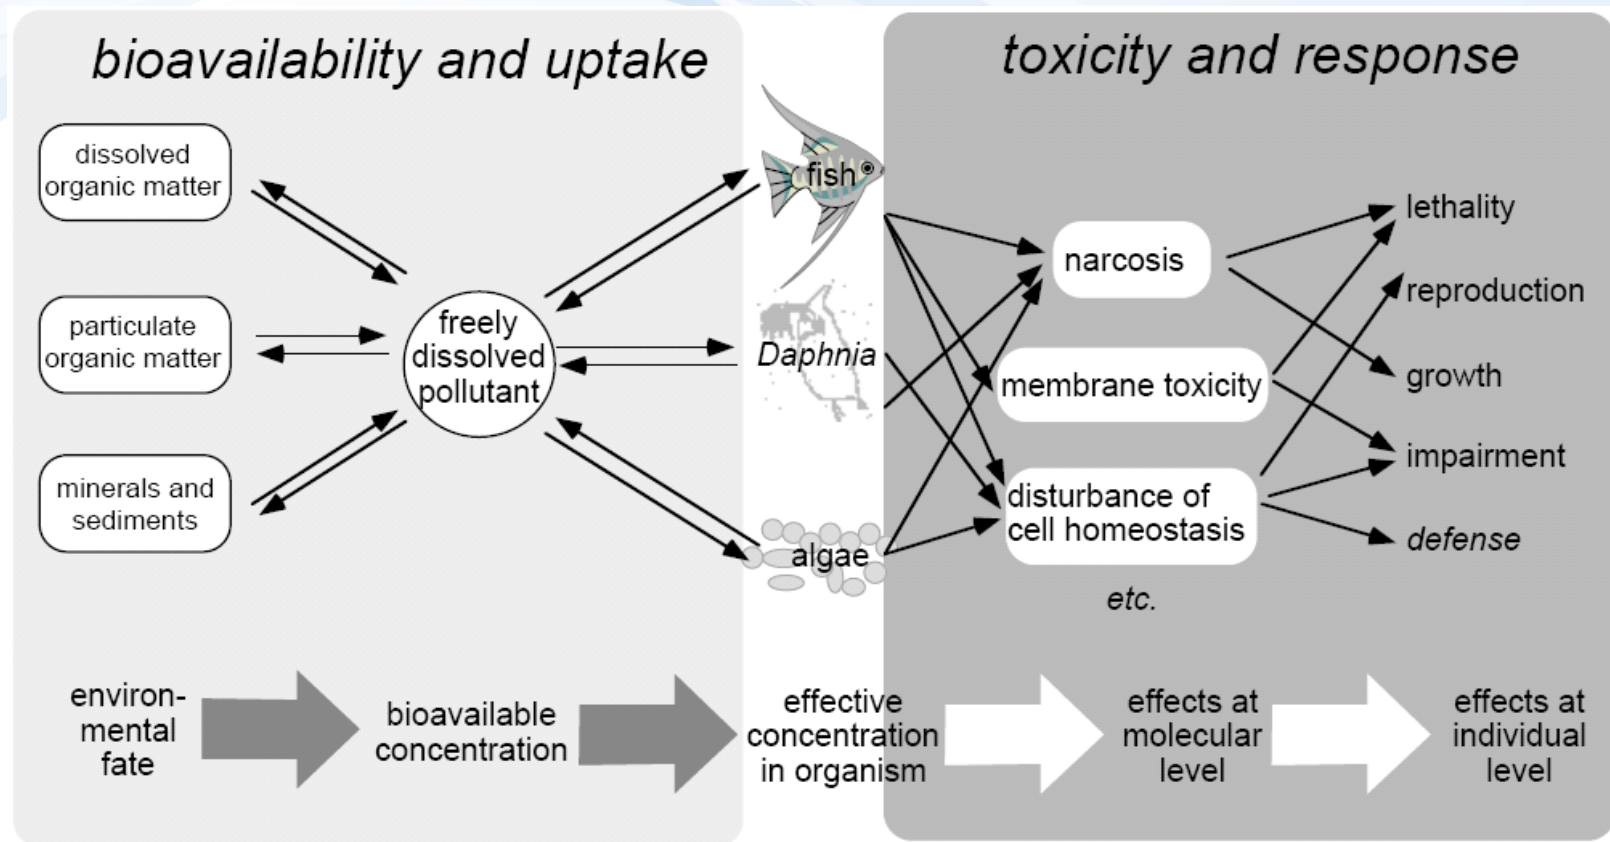 bioavailability and uptake
toxicity and response
dissolved
organic matter
particulate
organic matter
minerals and
sediments
freely
dissolved
pollutant
fish
Daphnia
algae
narcosis
membrane toxicity
disturbance of
cell homeostasis
etc.
lethality
reproduction
growth
impairment
defense
environ-
mental
fate
bioavailable
concentration
effective
concentration
in organism
effects at
molecular
level
effects at
individual
level